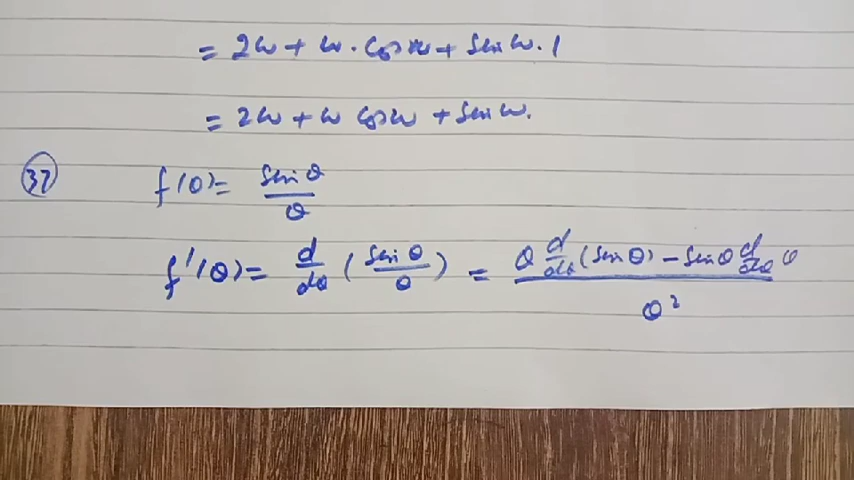 = 2w + w · cos w + sin w · 1
= 2w + w cos w + sin w.
37 f(θ) = sin θ / θ
f'(θ) = d/dθ (sin θ / θ) = θ d/dθ (sin θ) - sin θ d/dθ θ / θ²